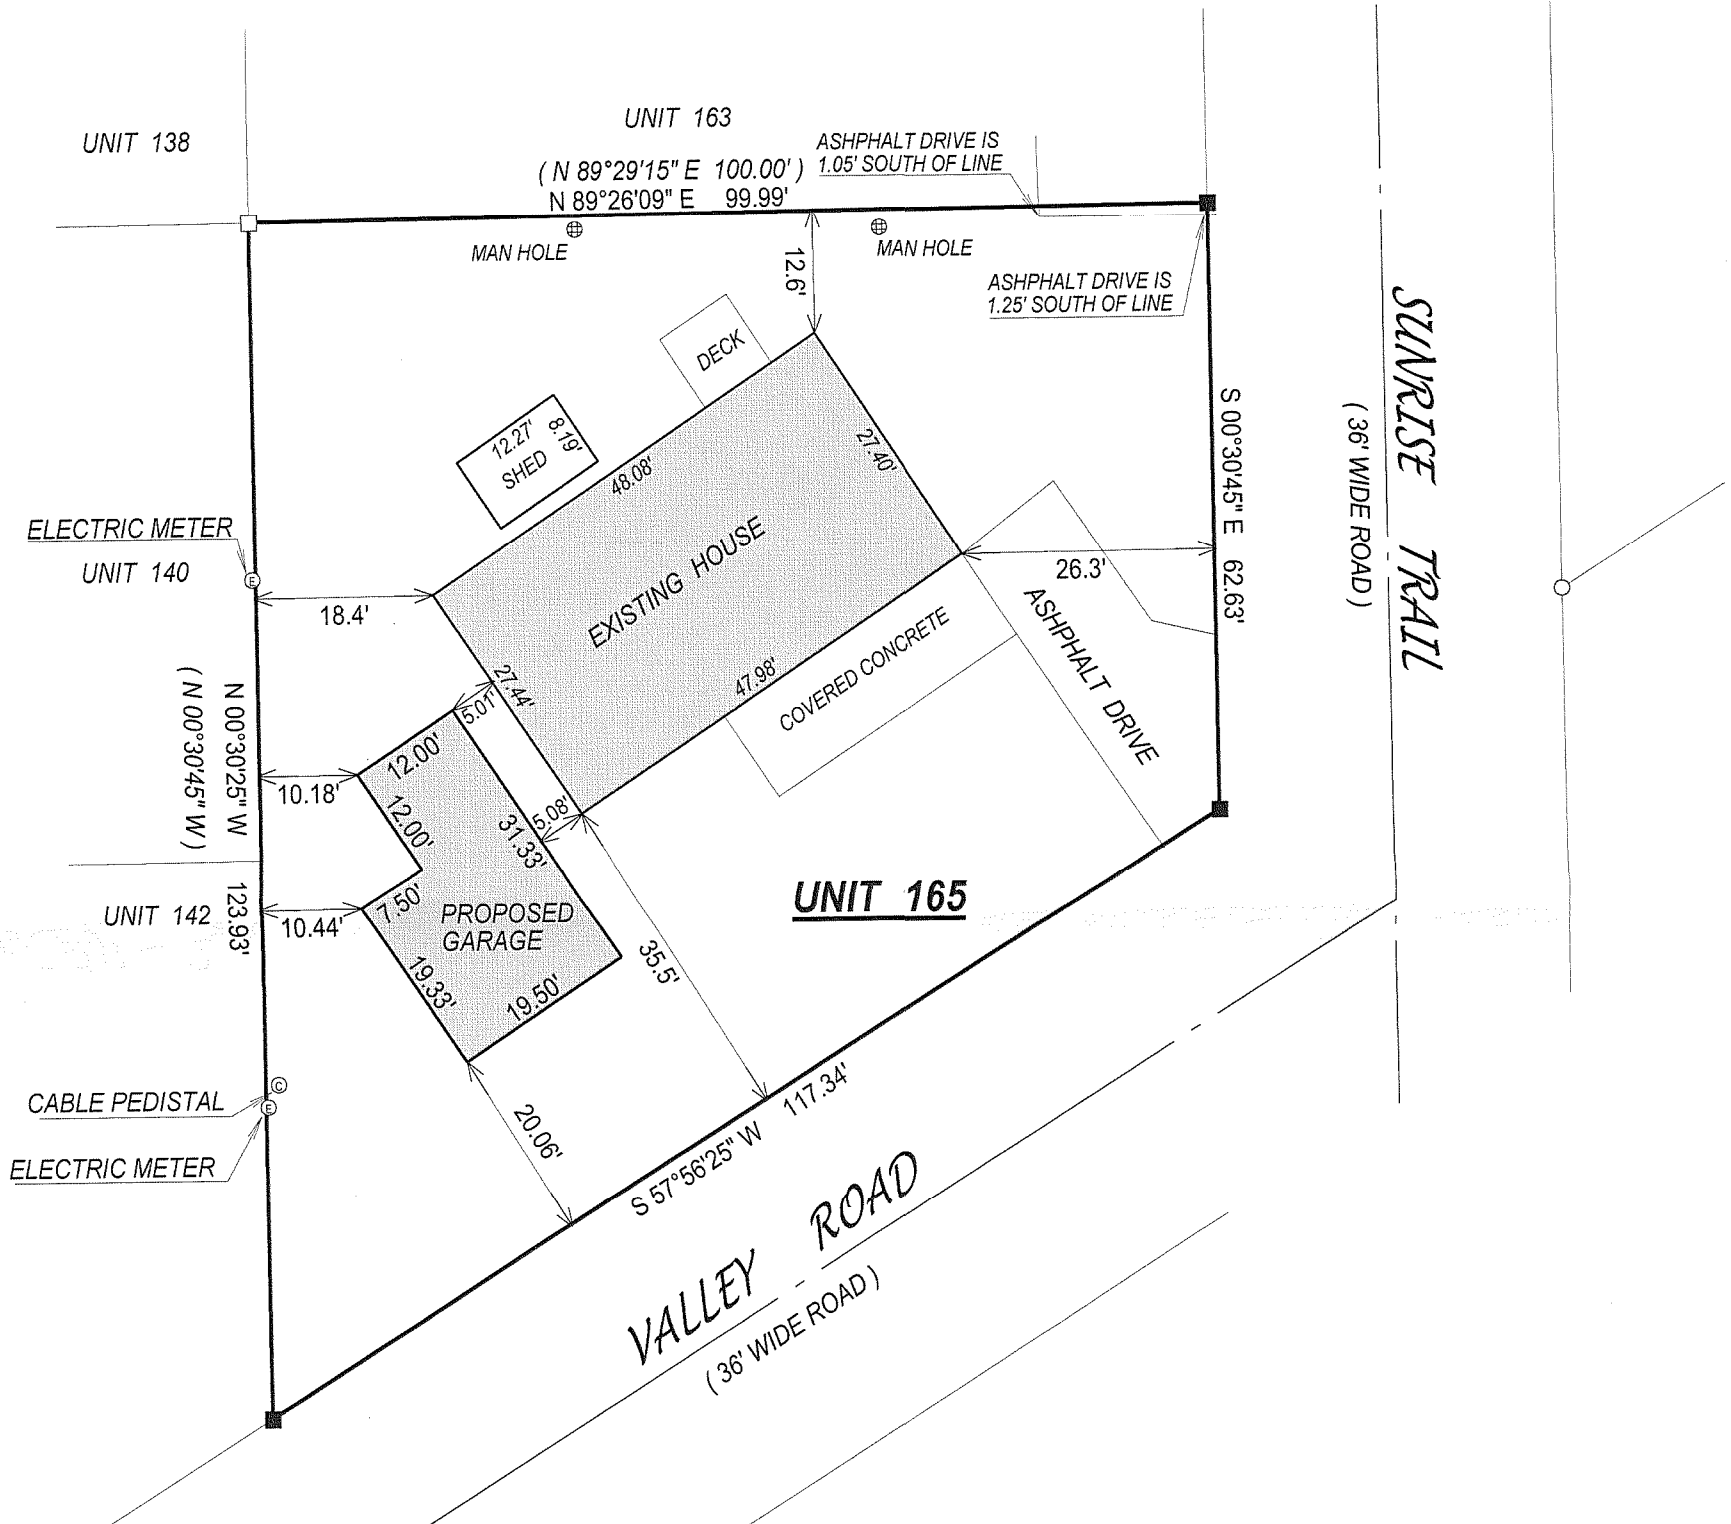 UNIT 163
UNIT 138
ASHPHALT DRIVE IS
1.05' SOUTH OF LINE
( N 89°29'15" E 100.00' )
N 89°26'09" E 99.99'
MAN HOLE
MAN HOLE
12.6'
ASHPHALT DRIVE IS
1.25' SOUTH OF LINE
DECK
SUNRISE TRAIL
( 36' WIDE ROAD )
S 00°30'45" E 62.63'
12.27'
8.19'
SHED
48.08'
27.40'
ELECTRIC METER
E
UNIT 140
18.4'
EXISTING HOUSE
26.3'
ASHPHALT DRIVE
COVERED CONCRETE
47.98'
27.44'
5.01'
N 00°30'25" W 123.93'
( N 00°30'45" W )
12.00'
10.18'
12.00'
5.08'
31.33'
UNIT 165
UNIT 142
10.44'
7.50'
PROPOSED
GARAGE
19.33'
19.50'
35.5'
C
CABLE PEDISTAL
E
ELECTRIC METER
20.06'
S 57°56'25" W 117.34'
VALLEY ROAD
( 36' WIDE ROAD )